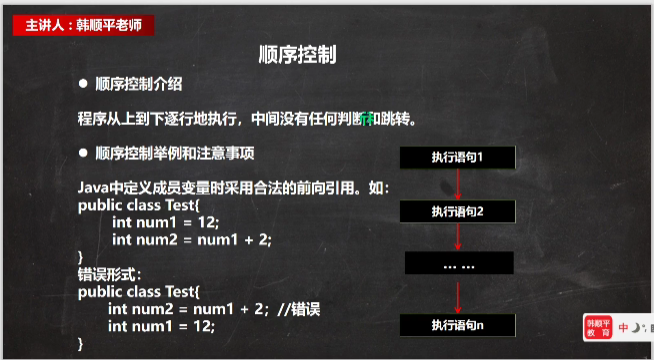 主讲人：韩顺平老师
顺序控制
● 顺序控制介绍
程序从上到下逐行地执行，中间没有任何判断和跳转。
● 顺序控制举例和注意事项
Java中定义成员变量时采用合法的前向引用。如：
public class Test{
int num1 = 12;
int num2 = num1 + 2;
}
错误形式：
public class Test{
int num2 = num1 + 2；//错误
int num1 = 12;
}
执行语句1
执行语句2
... ...
执行语句n
韩顺平
教育
中